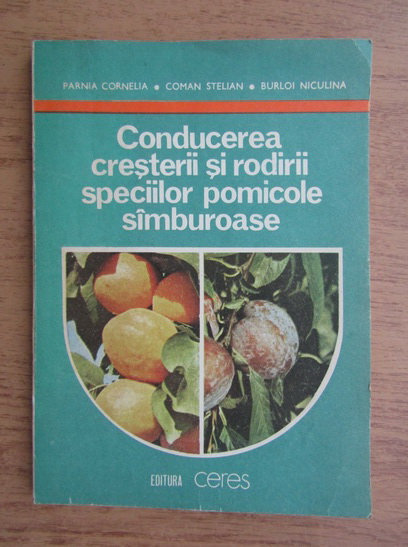 PARNIA CORNELIA • COMAN STELIAN • BURLOI NICULINA
Conducerea
creşterii şi rodirii
speciilor pomicole
sîmburoase
EDITURA ceres